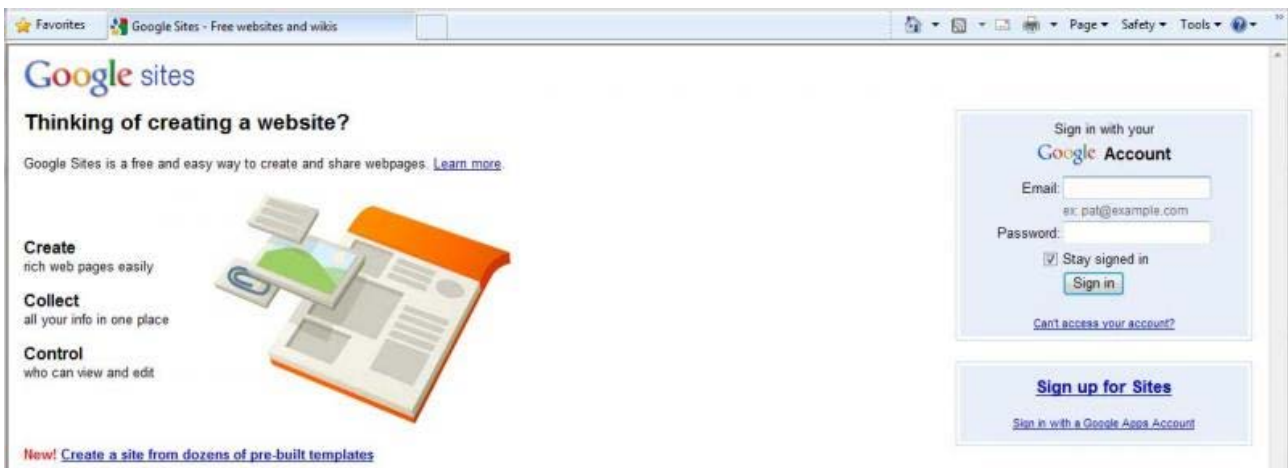 Favorites
Google Sites - Free websites and wikis
Page
Safety
Tools
Google sites
Thinking of creating a website?
Google Sites is a free and easy way to create and share webpages. Learn more.
Create
rich web pages easily
Collect
all your info in one place
Control
who can view and edit
New! Create a site from dozens of pre-built templates
Sign in with your
Google Account
Email:
ex: pat@example.com
Password:
Stay signed in
Sign in
Can't access your account?
Sign up for Sites
Sign in with a Google Apps Account